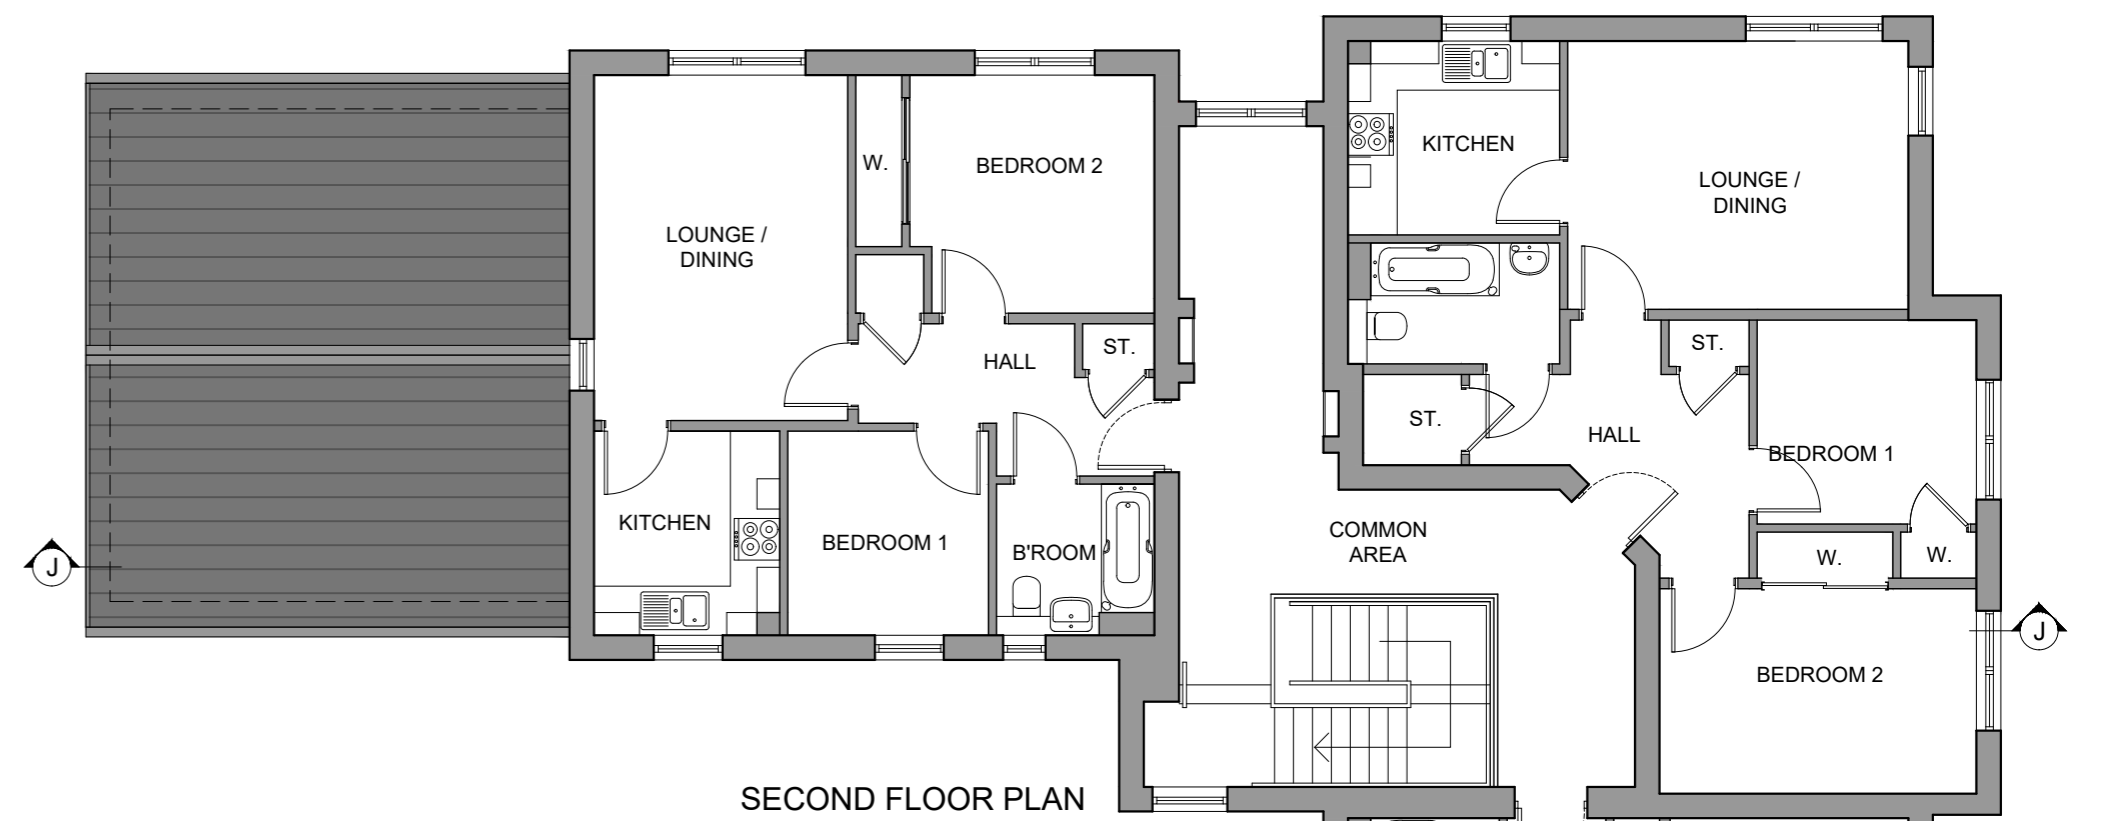 W.
BEDROOM 2
LOUNGE /
DINING
HALL
ST.
KITCHEN
BEDROOM 1
B'ROOM
KITCHEN
LOUNGE /
DINING
ST.
ST.
HALL
BEDROOM 1
W.
W.
BEDROOM 2
COMMON
AREA
J
J
SECOND FLOOR PLAN